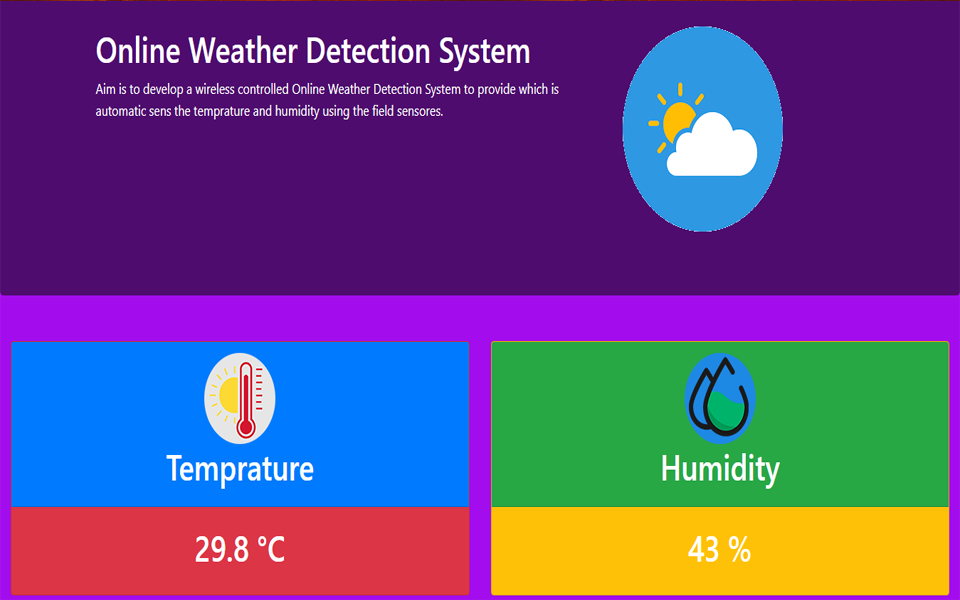 Online Weather Detection System
Aim is to develop a wireless controlled Online Weather Detection System to provide which is
automatic sens the temprature and humidity using the field sensores.
Temprature
Humidity
29.8 °C
43 %